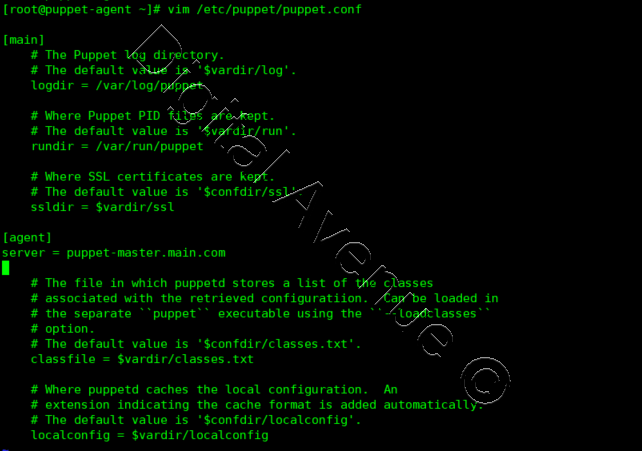 [root@puppet-agent ~]# vim /etc/puppet/puppet.conf
[main]
# The Puppet log directory.
# The default value is '$vardir/log'.
logdir = /var/log/puppet
# Where Puppet PID files are kept.
# The default value is '$vardir/run'.
rundir = /var/run/puppet
# Where SSL certificates are kept.
# The default value is '$confdir/ssl'.
ssldir = $vardir/ssl
[agent]
server = puppet-master.main.com
# The file in which puppetd stores a list of the classes
# associated with the retrieved configuratiion.  Can be loaded in
# the separate ``puppet`` executable using the ``--loadclasses``
# option.
# The default value is '$confdir/classes.txt'.
classfile = $vardir/classes.txt
# Where puppetd caches the local configuration.  An
# extension indicating the cache format is added automatically.
# The default value is '$confdir/localconfig'.
localconfig = $vardir/localconfig